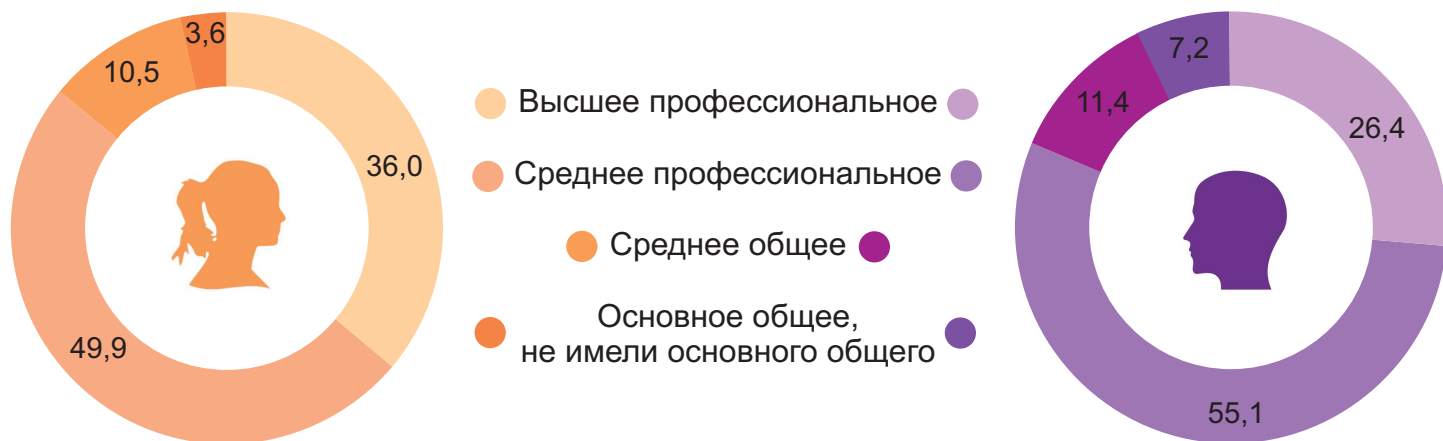 3,6
10,5
36,0
49,9
Высшее профессиональное
Среднее профессиональное
Среднее общее
Основное общее,
не имели основного общего
7,2
11,4
26,4
55,1